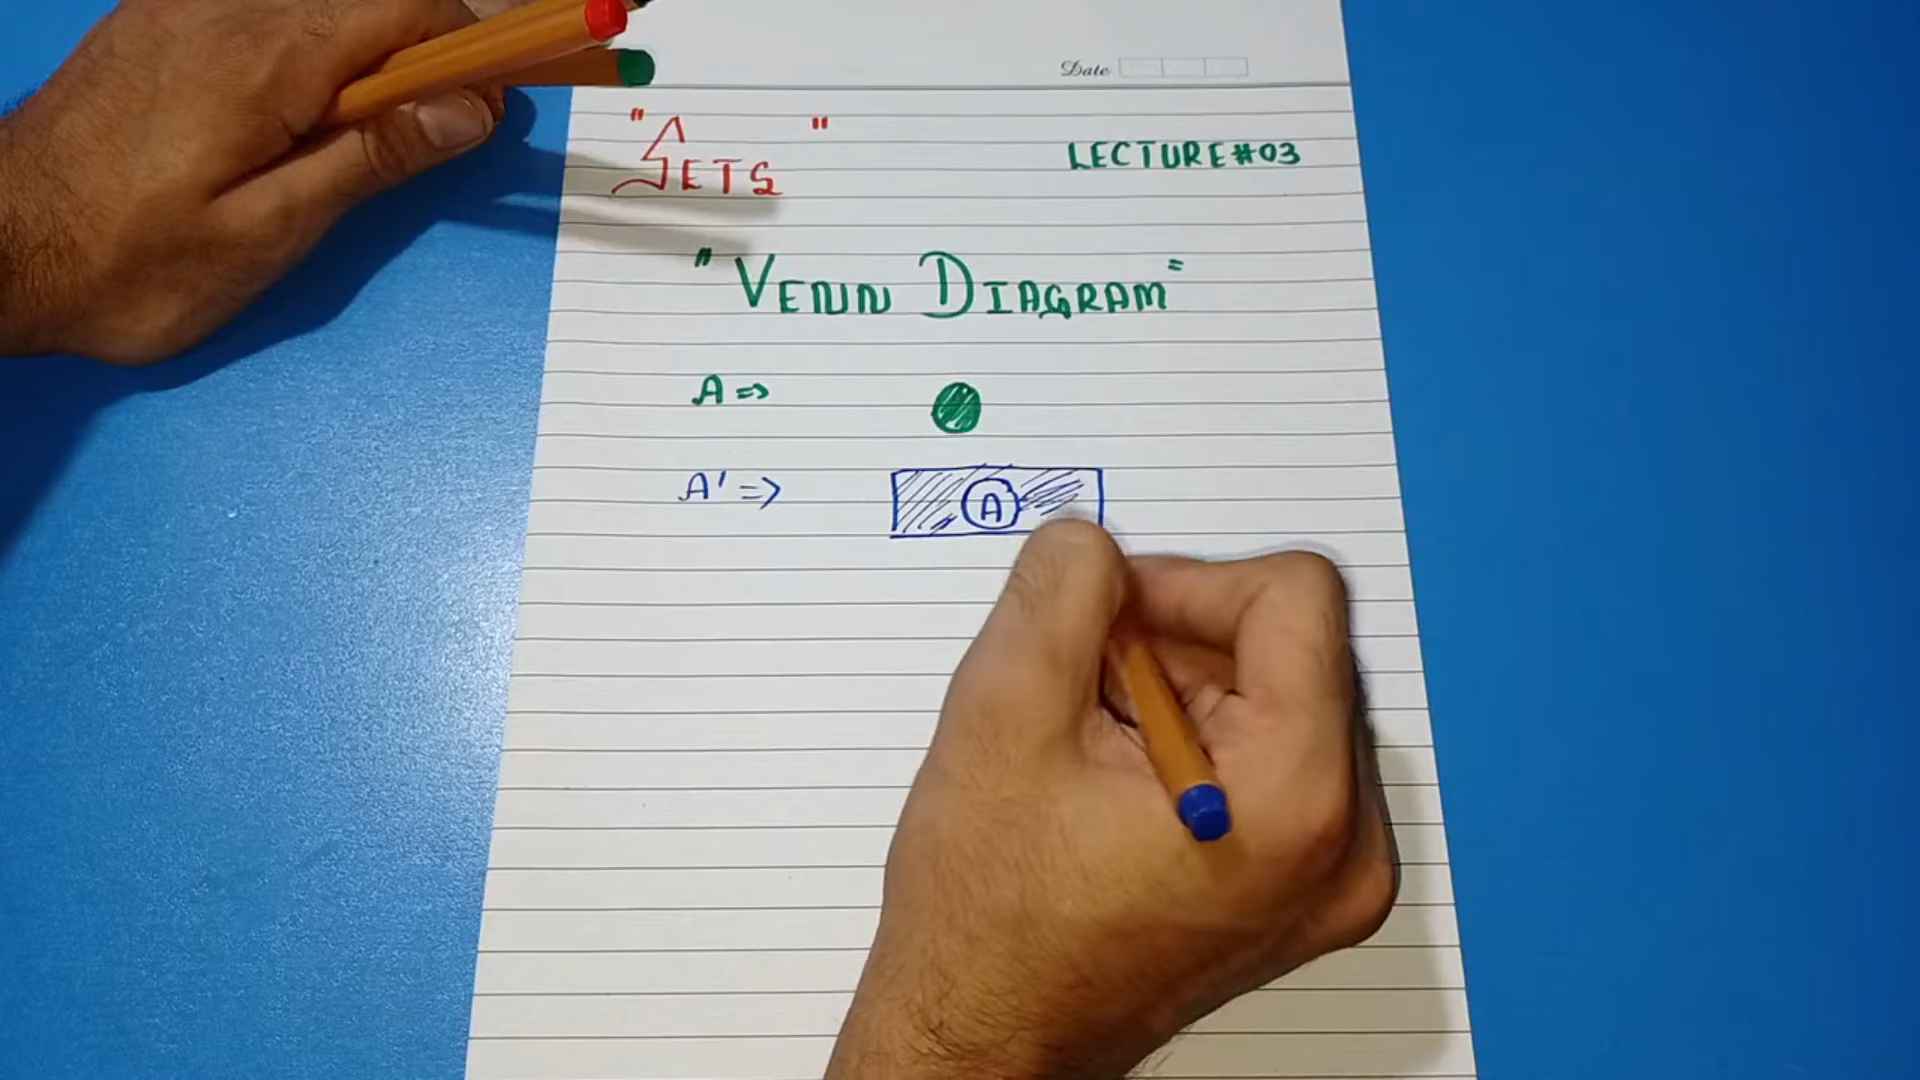 Date
" SETS "
LECTURE#03
"VENN DIAGRAM"
A =>
A' =>
A